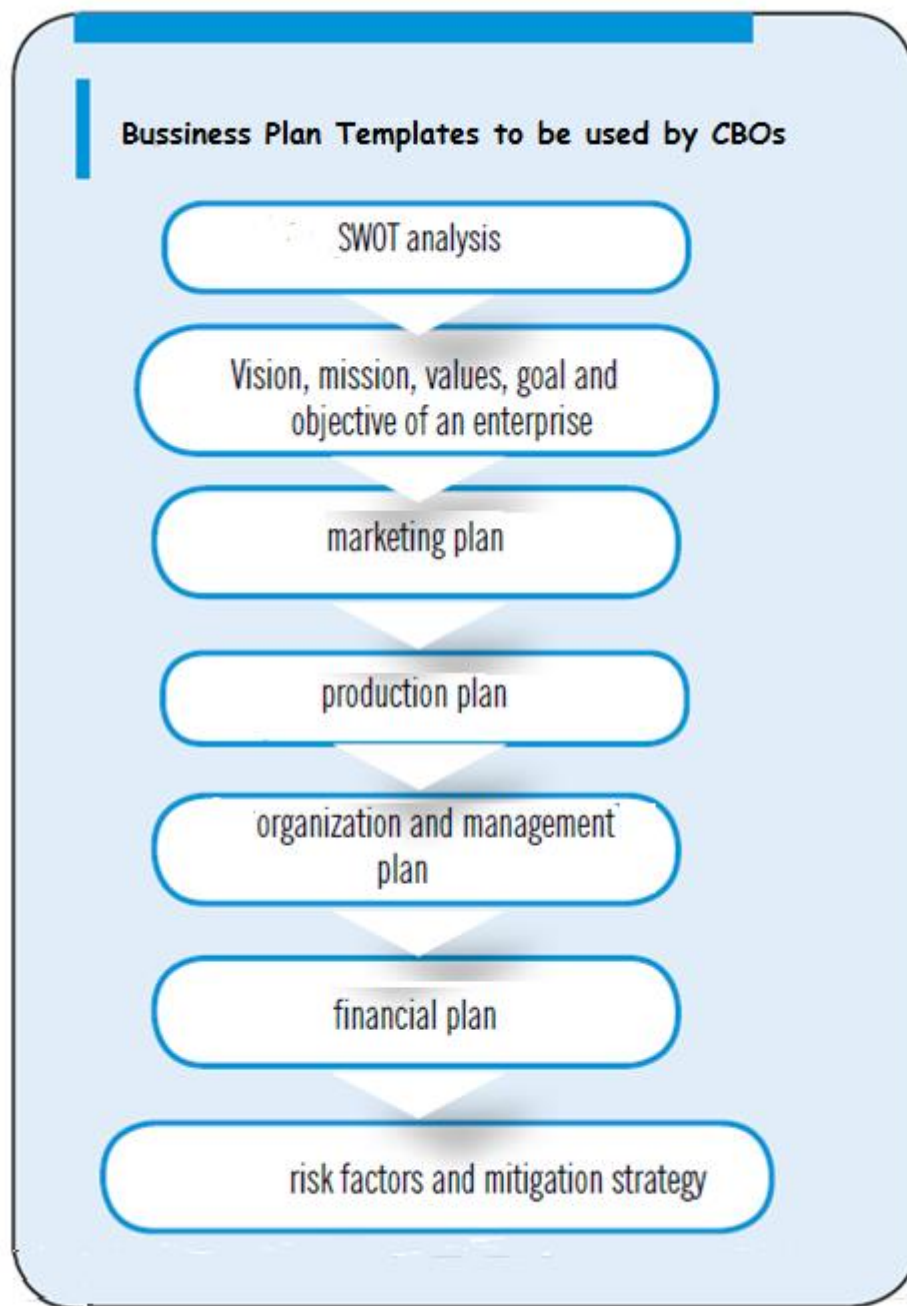 Bussiness Plan Templates to be used by CBOs
SWOT analysis
Vision, mission, values, goal and
objective of an enterprise
marketing plan
production plan
organization and management
plan
financial plan
risk factors and mitigation strategy